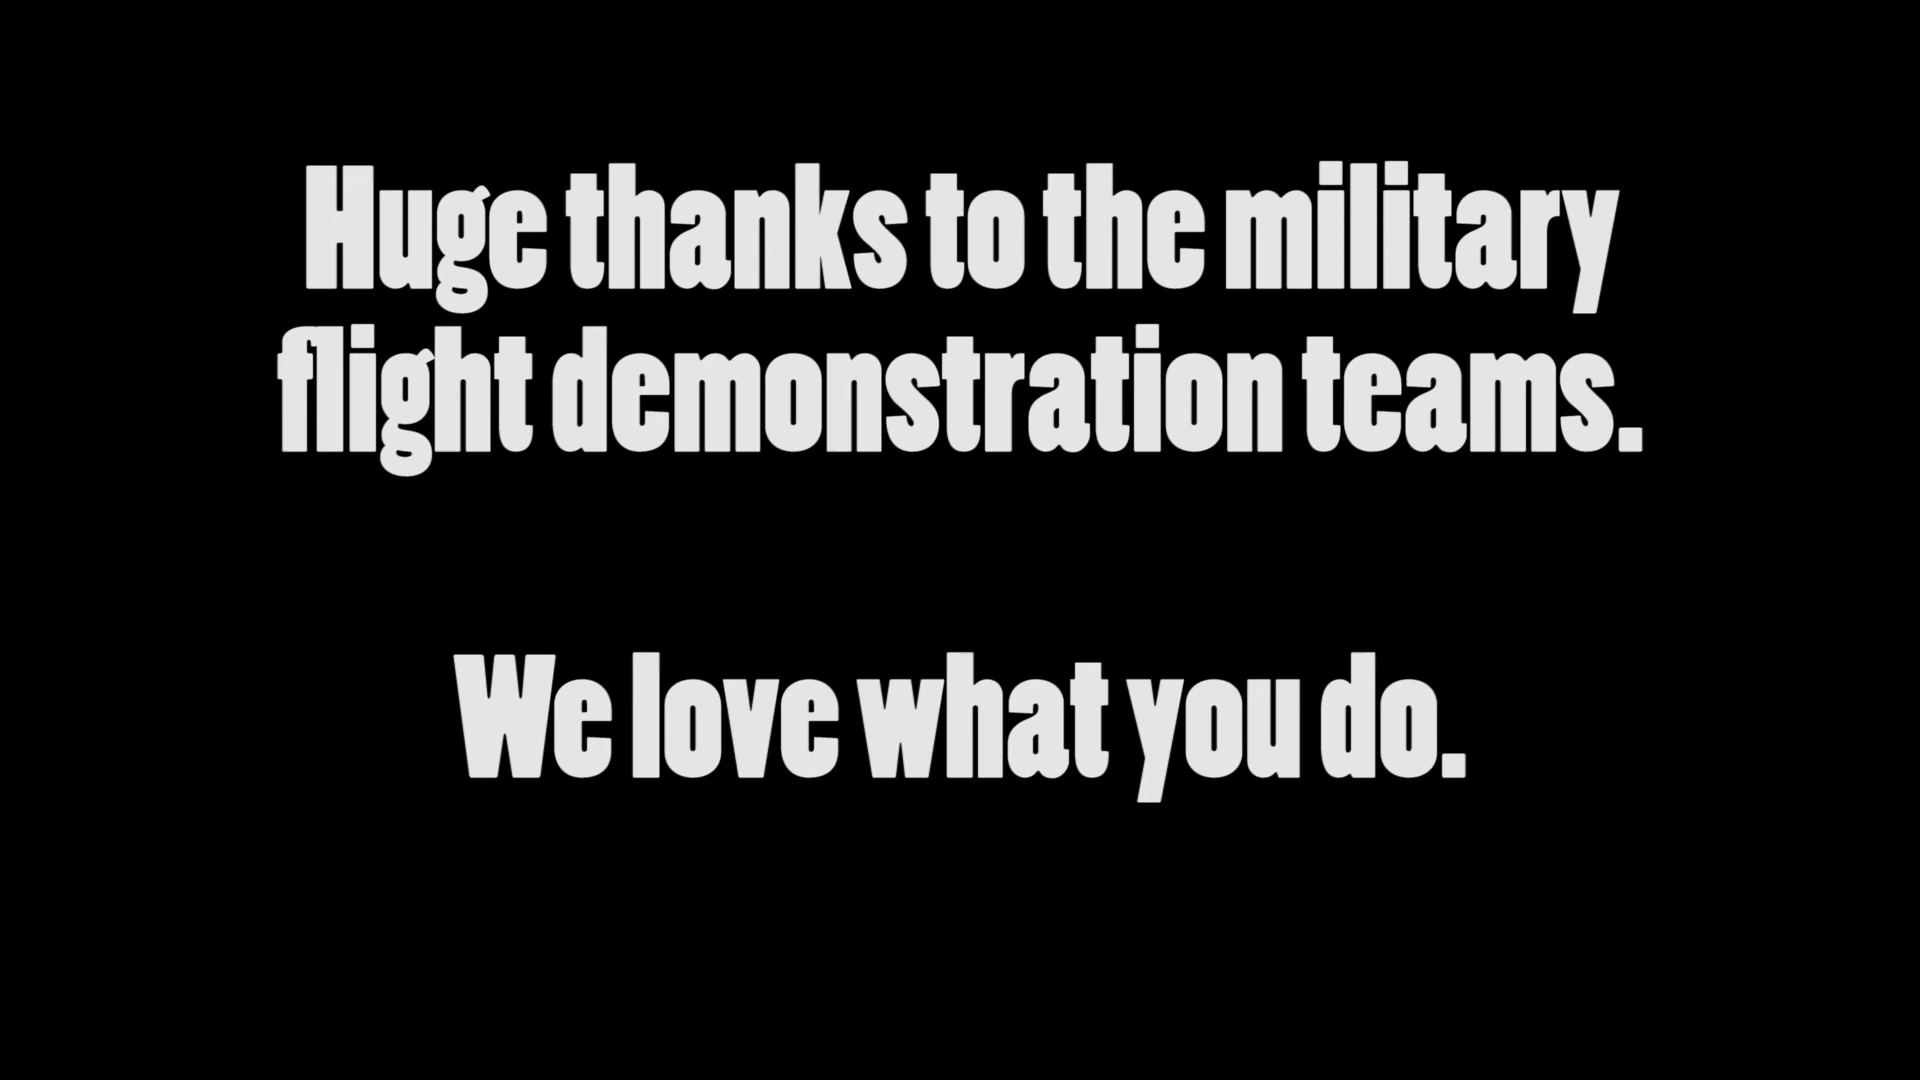 Huge thanks to the military
flight demonstration teams.
We love what you do.